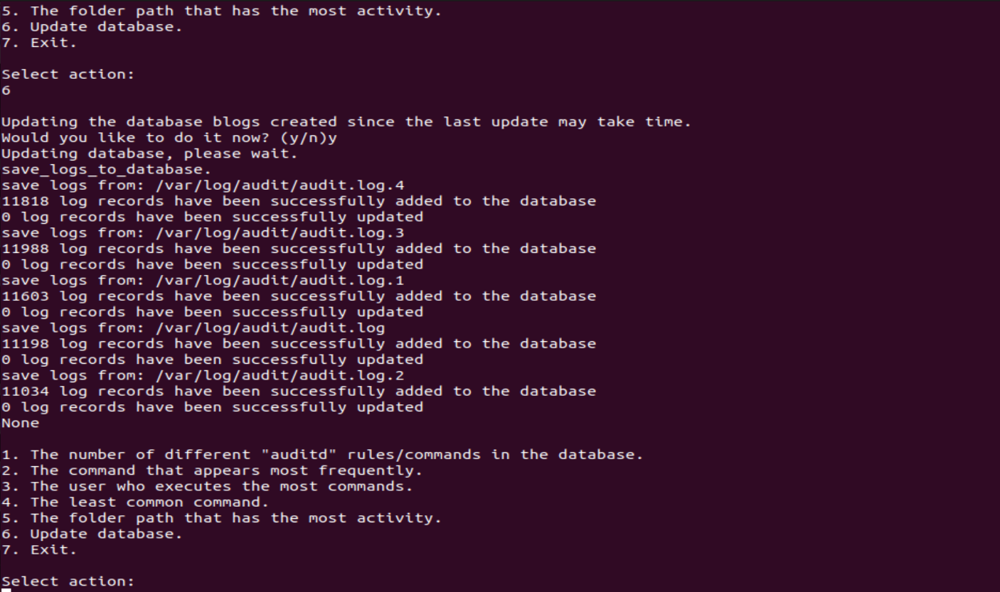 5. The folder path that has the most activity.
6. Update database.
7. Exit.
Select action:
6
Updating the database blogs created since the last update may take time.
Would you like to do it now? (y/n)y
Updating database, please wait.
save_logs_to_database.
save logs from: /var/log/audit/audit.log.4
11818 log records have been successfully added to the database
0 log records have been successfully updated
save logs from: /var/log/audit/audit.log.3
11988 log records have been successfully added to the database
0 log records have been successfully updated
save logs from: /var/log/audit/audit.log.1
11603 log records have been successfully added to the database
0 log records have been successfully updated
save logs from: /var/log/audit/audit.log
11198 log records have been successfully added to the database
0 log records have been successfully updated
save logs from: /var/log/audit/audit.log.2
11034 log records have been successfully added to the database
0 log records have been successfully updated
None
1. The number of different "auditd" rules/commands in the database.
2. The command that appears most frequently.
3. The user who executes the most commands.
4. The least common command.
5. The folder path that has the most activity.
6. Update database.
7. Exit.
Select action: